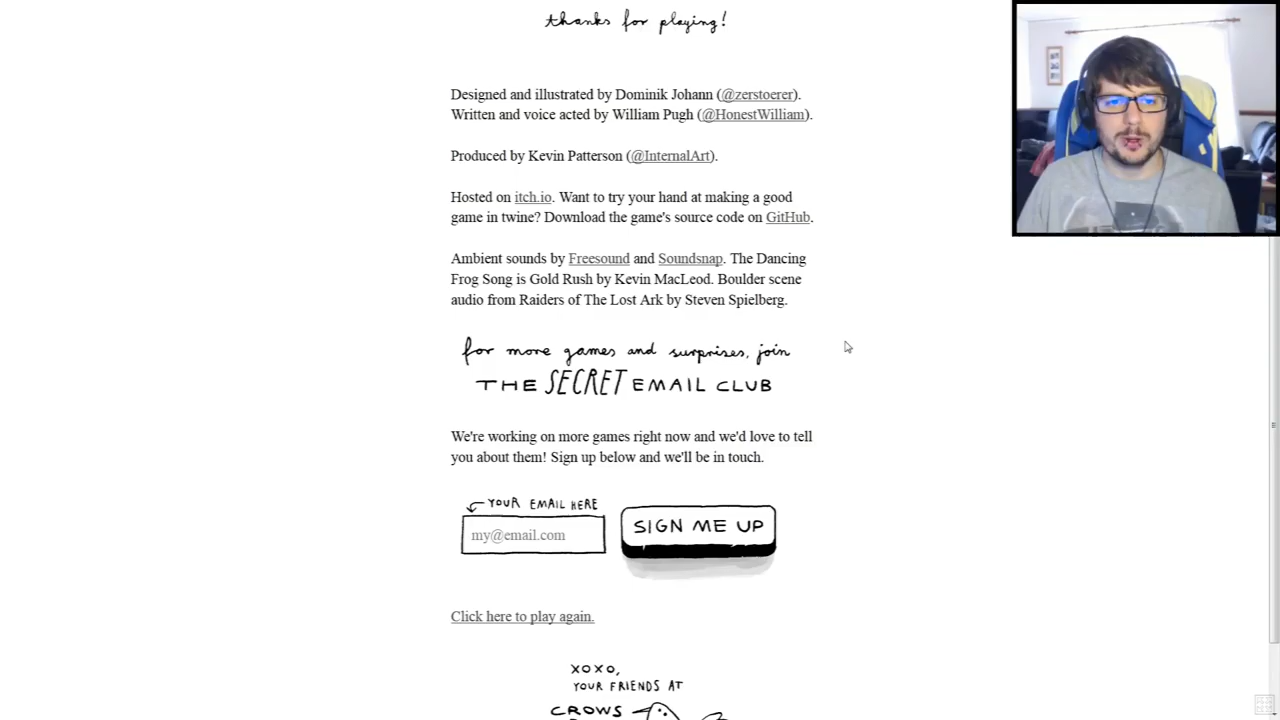 thanks for playing!
Designed and illustrated by Dominik Johann (@zerstoerer).
Written and voice acted by William Pugh (@HonestWilliam).
Produced by Kevin Patterson (@InternalArt).
Hosted on itch.io. Want to try your hand at making a good
game in twine? Download the game's source code on GitHub.
Ambient sounds by Freesound and Soundsnap. The Dancing
Frog Song is Gold Rush by Kevin MacLeod. Boulder scene
audio from Raiders of The Lost Ark by Steven Spielberg.
for more games and surprises, join
THE SECRET EMAIL CLUB
We're working on more games right now and we'd love to tell
you about them! Sign up below and we'll be in touch.
YOUR EMAIL HERE
my@email.com
SIGN ME UP
Click here to play again.
XOXO,
YOUR FRIENDS AT
CROWS